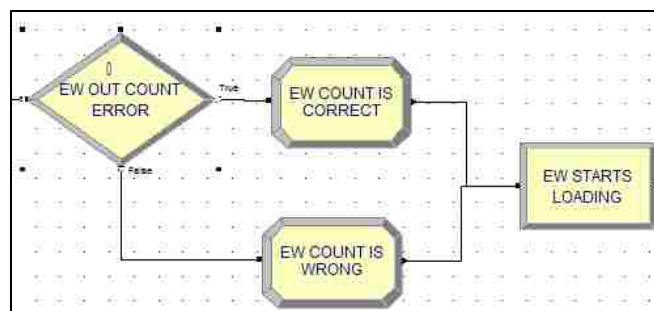 0
EW OUT COUNT
ERROR
True
False
EW COUNT IS
CORRECT
EW COUNT IS
WRONG
EW STARTS
LOADING